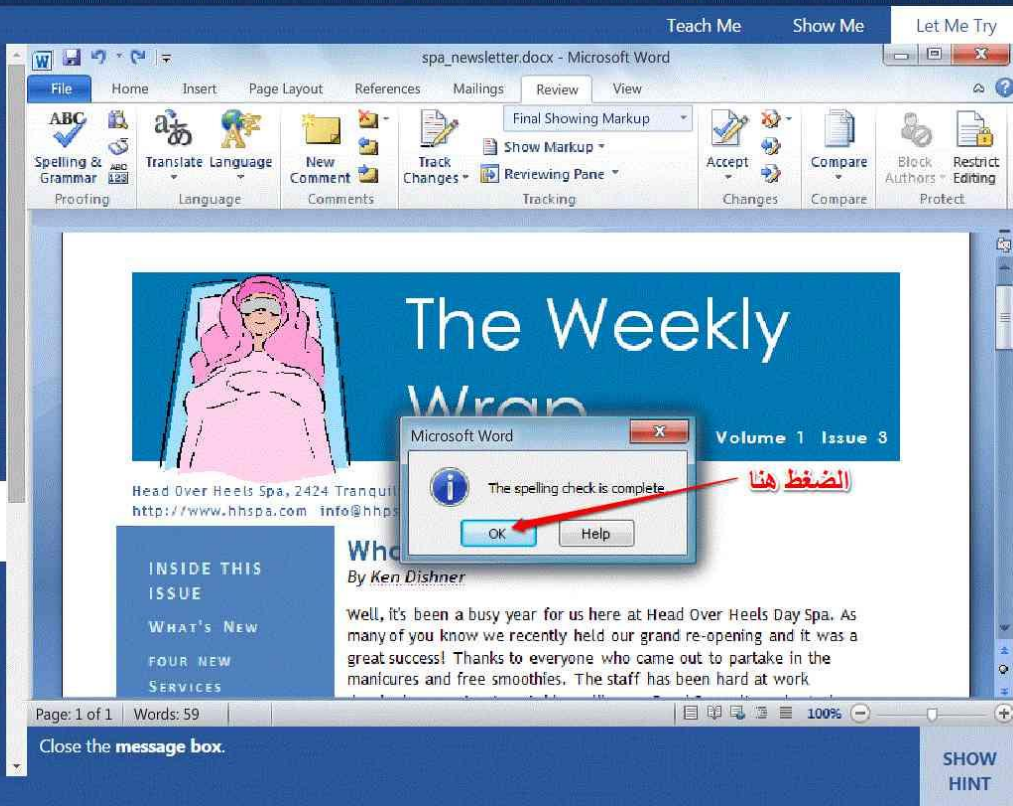 Teach Me Show Me Let Me Try
W spa_newsletter.docx - Microsoft Word
File Home Insert Page Layout References Mailings Review View
ABC
Spelling & Grammar
ABC
123
Translate
Language
New Comment
Track Changes
Final Showing Markup
Show Markup
Reviewing Pane
Accept
Compare
Block Authors
Restrict Editing
Proofing Language Comments Tracking Changes Compare Protect
The Weekly
Wrap
Volume 1 Issue 3
Microsoft Word
The spelling check is complete.
الضغط هنا
OK Help
Head Over Heels Spa, 2424 Tranquil
http://www.hhspa.com info@hhps
INSIDE THIS
ISSUE
WHAT'S NEW
FOUR NEW
SERVICES
By Ken Dishner
Well, it's been a busy year for us here at Head Over Heels Day Spa. As
many of you know we recently held our grand re-opening and it was a
great success! Thanks to everyone who came out to partake in the
manicures and free smoothies. The staff has been hard at work
Page: 1 of 1 Words: 59 100%
Close the message box.
SHOW
HINT